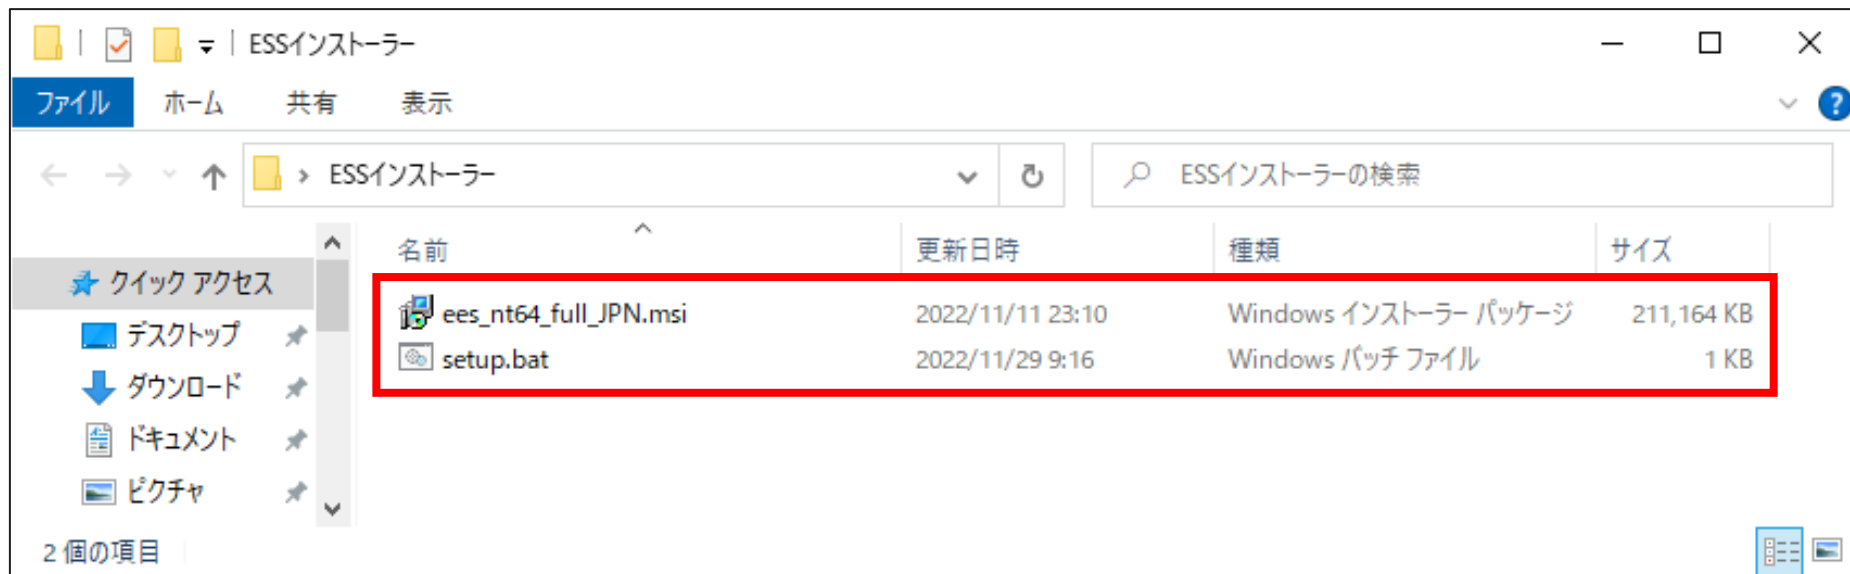 ESSインストーラー
ファイル ホーム 共有 表示
ESSインストーラー ESSインストーラーの検索
名前 更新日時 種類 サイズ
クイック アクセス
ees_nt64_full_JPN.msi 2022/11/11 23:10 Windows インストーラー パッケージ 211,164 KB
デスクトップ
setup.bat 2022/11/29 9:16 Windows バッチ ファイル 1 KB
ダウンロード
ドキュメント
ピクチャ
2 個の項目